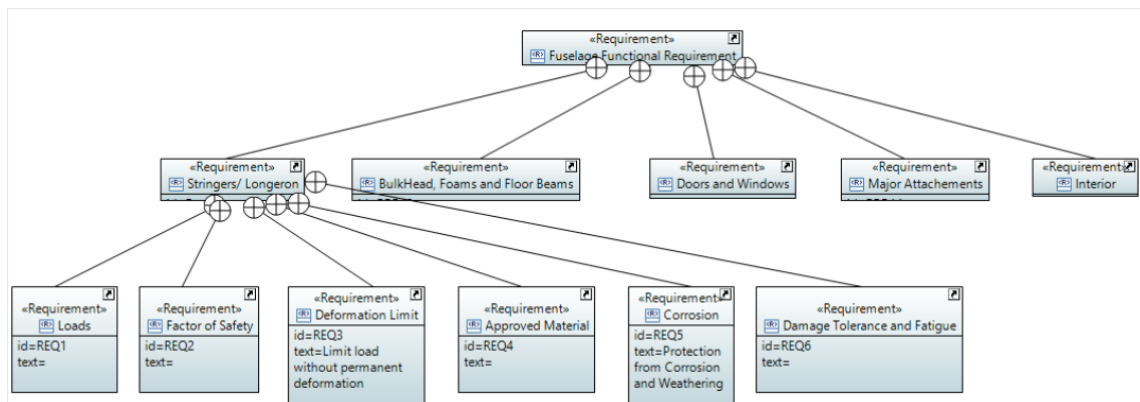 «Requirement»
Fuselage Functional Requirement
«Requirement»
Stringers/ Longeron
«Requirement»
BulkHead, Foams and Floor Beams
«Requirement»
Doors and Windows
«Requirement»
Major Attachements
«Requirement»
Interior
«Requirement»
Loads
id=REQ1
text=
«Requirement»
Factor of Safety
id=REQ2
text=
«Requirement»
Deformation Limit
id=REQ3
text=Limit load
without permanent
deformation
«Requirement»
Approved Material
id=REQ4
text=
«Requirement»
Corrosion
id=REQ5
text=Protection
from Corrosion
and Weathering
«Requirement»
Damage Tolerance and Fatigue
id=REQ6
text=